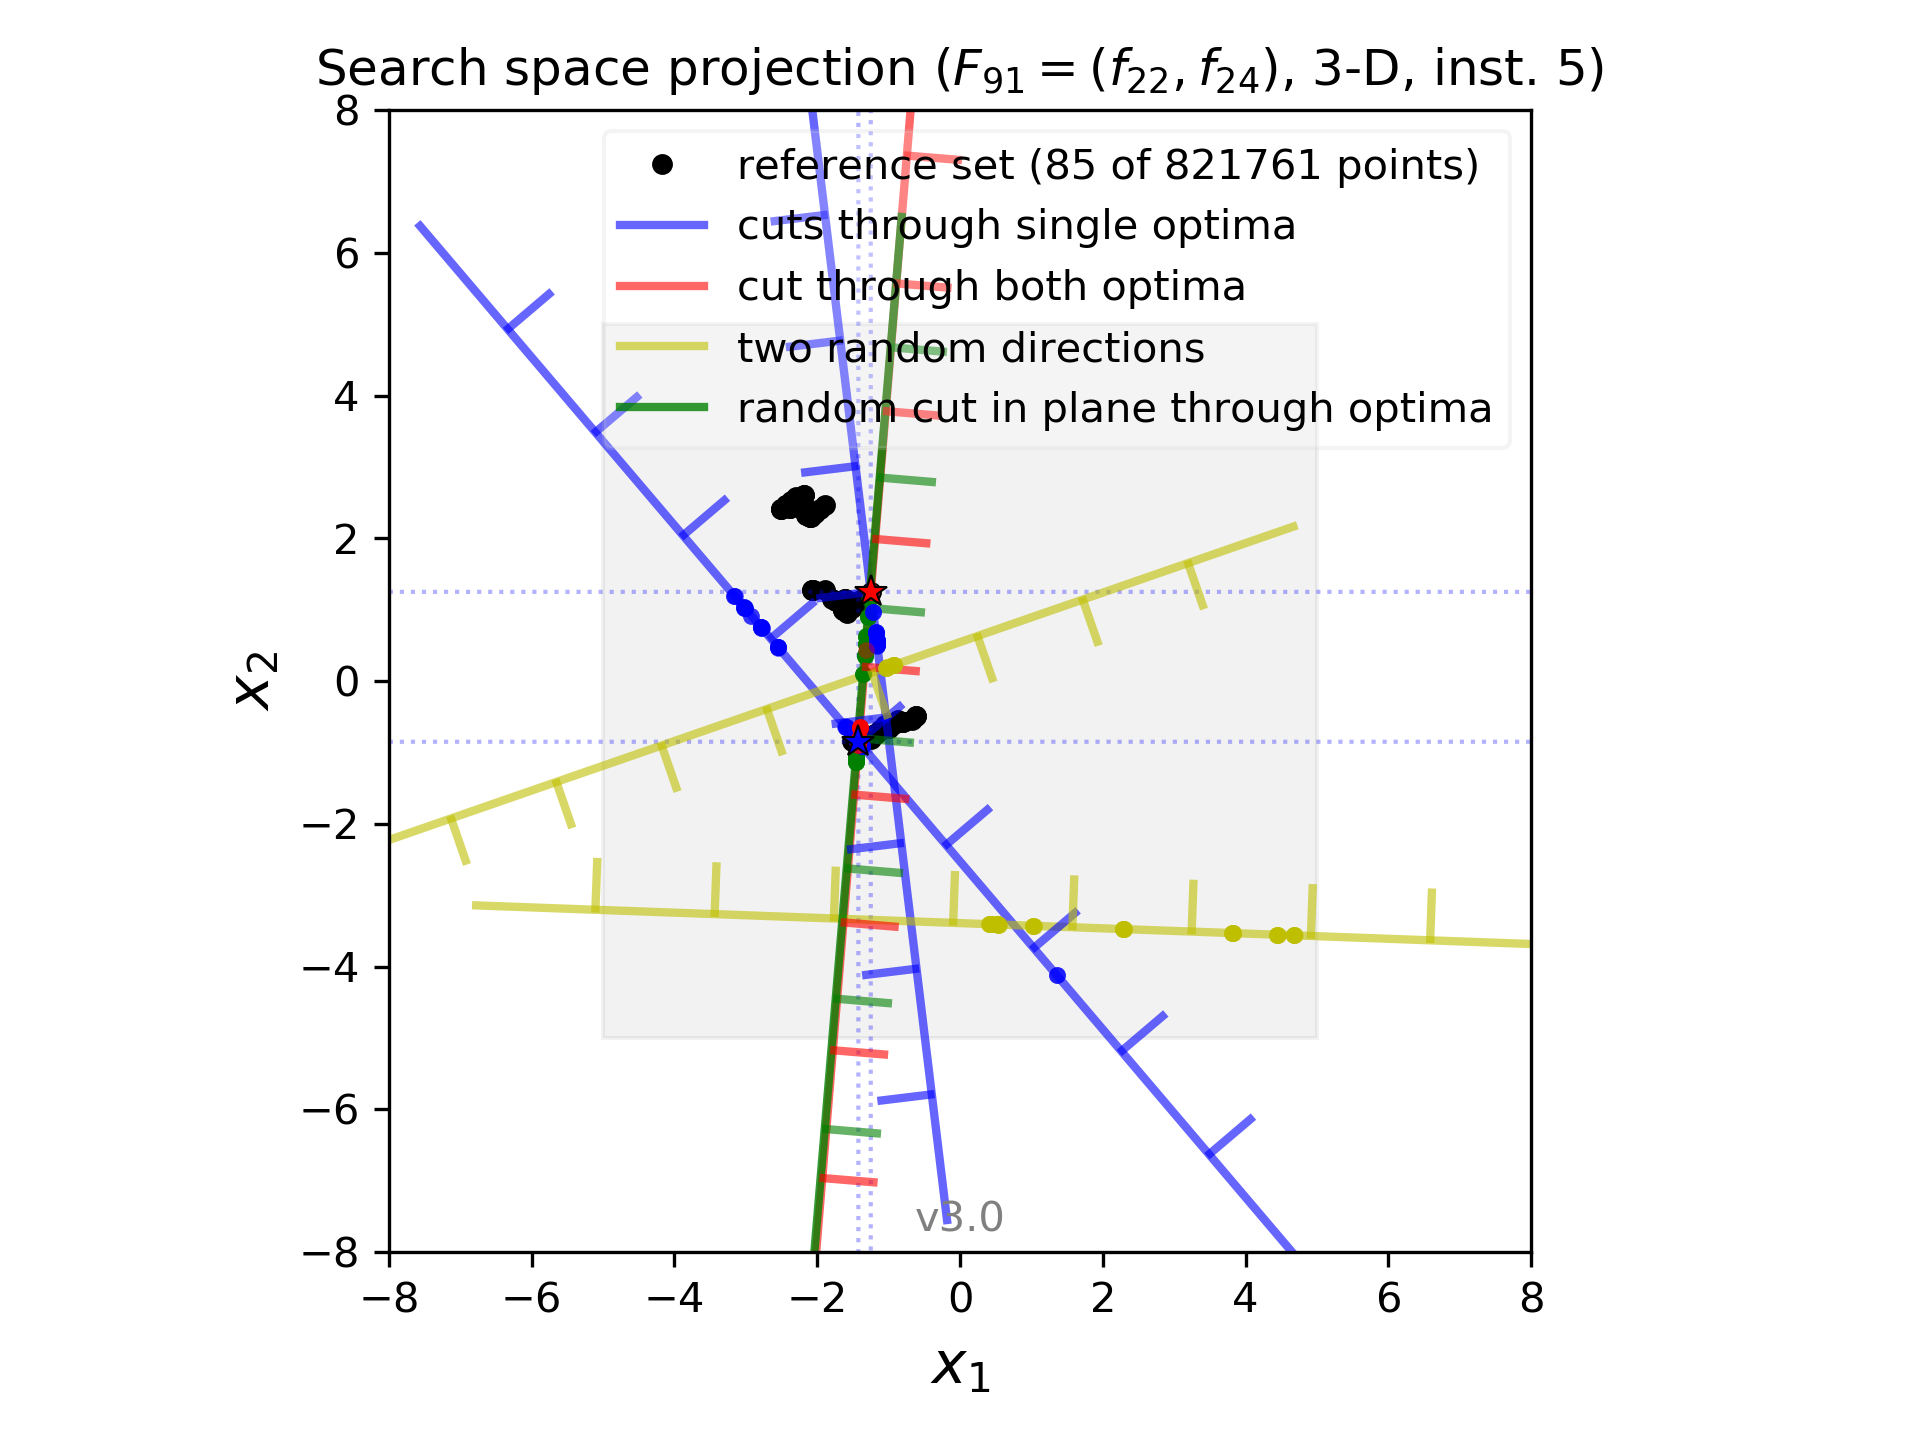 Search space projection (F91 = (f22, f24), 3-D, inst. 5)
reference set (85 of 821761 points)
cuts through single optima
cut through both optima
two random directions
random cut in plane through optima
8
6
4
2
0
−2
−4
−6
−8
x2
v3.0
−8 −6 −4 −2 0 2 4 6 8
x1